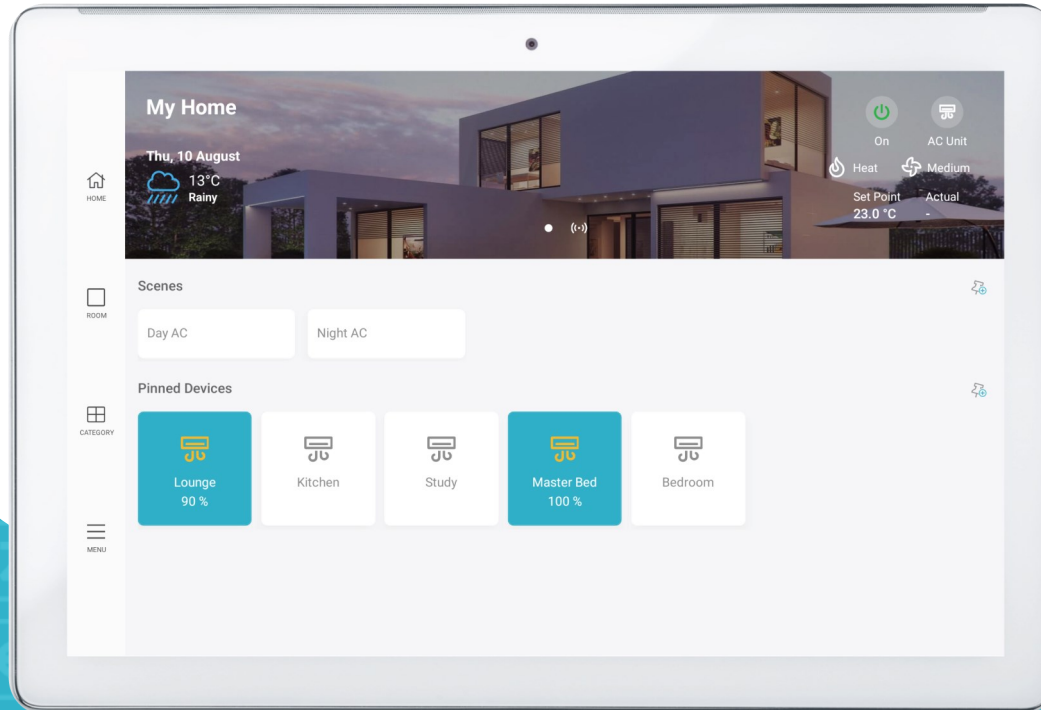 My Home
Thu, 10 August
13°C
Rainy
On
AC Unit
Heat
Medium
Set Point
Actual
23.0 °C
-
HOME
ROOM
CATEGORY
MENU
Scenes
Day AC
Night AC
Pinned Devices
Lounge
90 %
Kitchen
Study
Master Bed
100 %
Bedroom